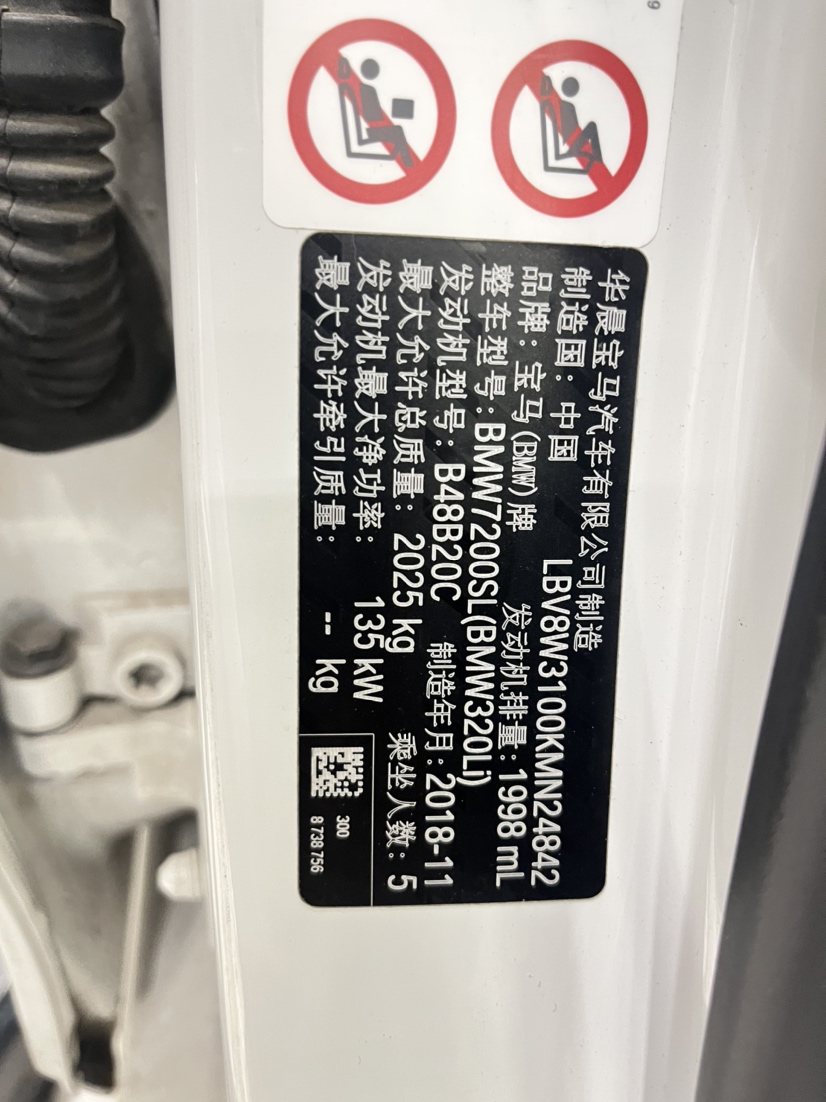 华晨宝马汽车有限公司制造
制造国：中国 LBV8W3100KMN24842
品牌：宝马(BMW)牌 发动机排量：1998 mL
整车型号：BMW7200SL(BMW320Li)
发动机型号：B48B20C 制造年月：2018-11
最大允许总质量：2025 kg 乘坐人数：5
发动机最大净功率：135 kW
最大允许牵引质量：-- kg
300
8 738 756